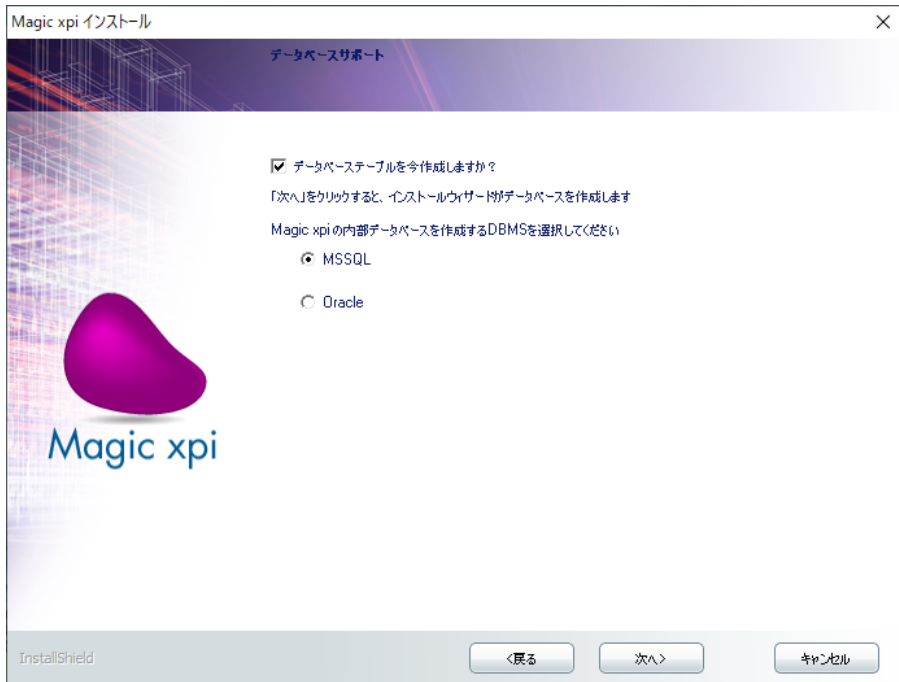 Magic xpi インストール
データベースサポート
データベーステーブルを今作成しますか?
「次へ」をクリックすると、インストールウィザードがデータベースを作成します
Magic xpiの内部データベースを作成するDBMSを選択してください
MSSQL
Oracle
Magic xpi
InstallShield
<戻る
次へ>
キャンセル